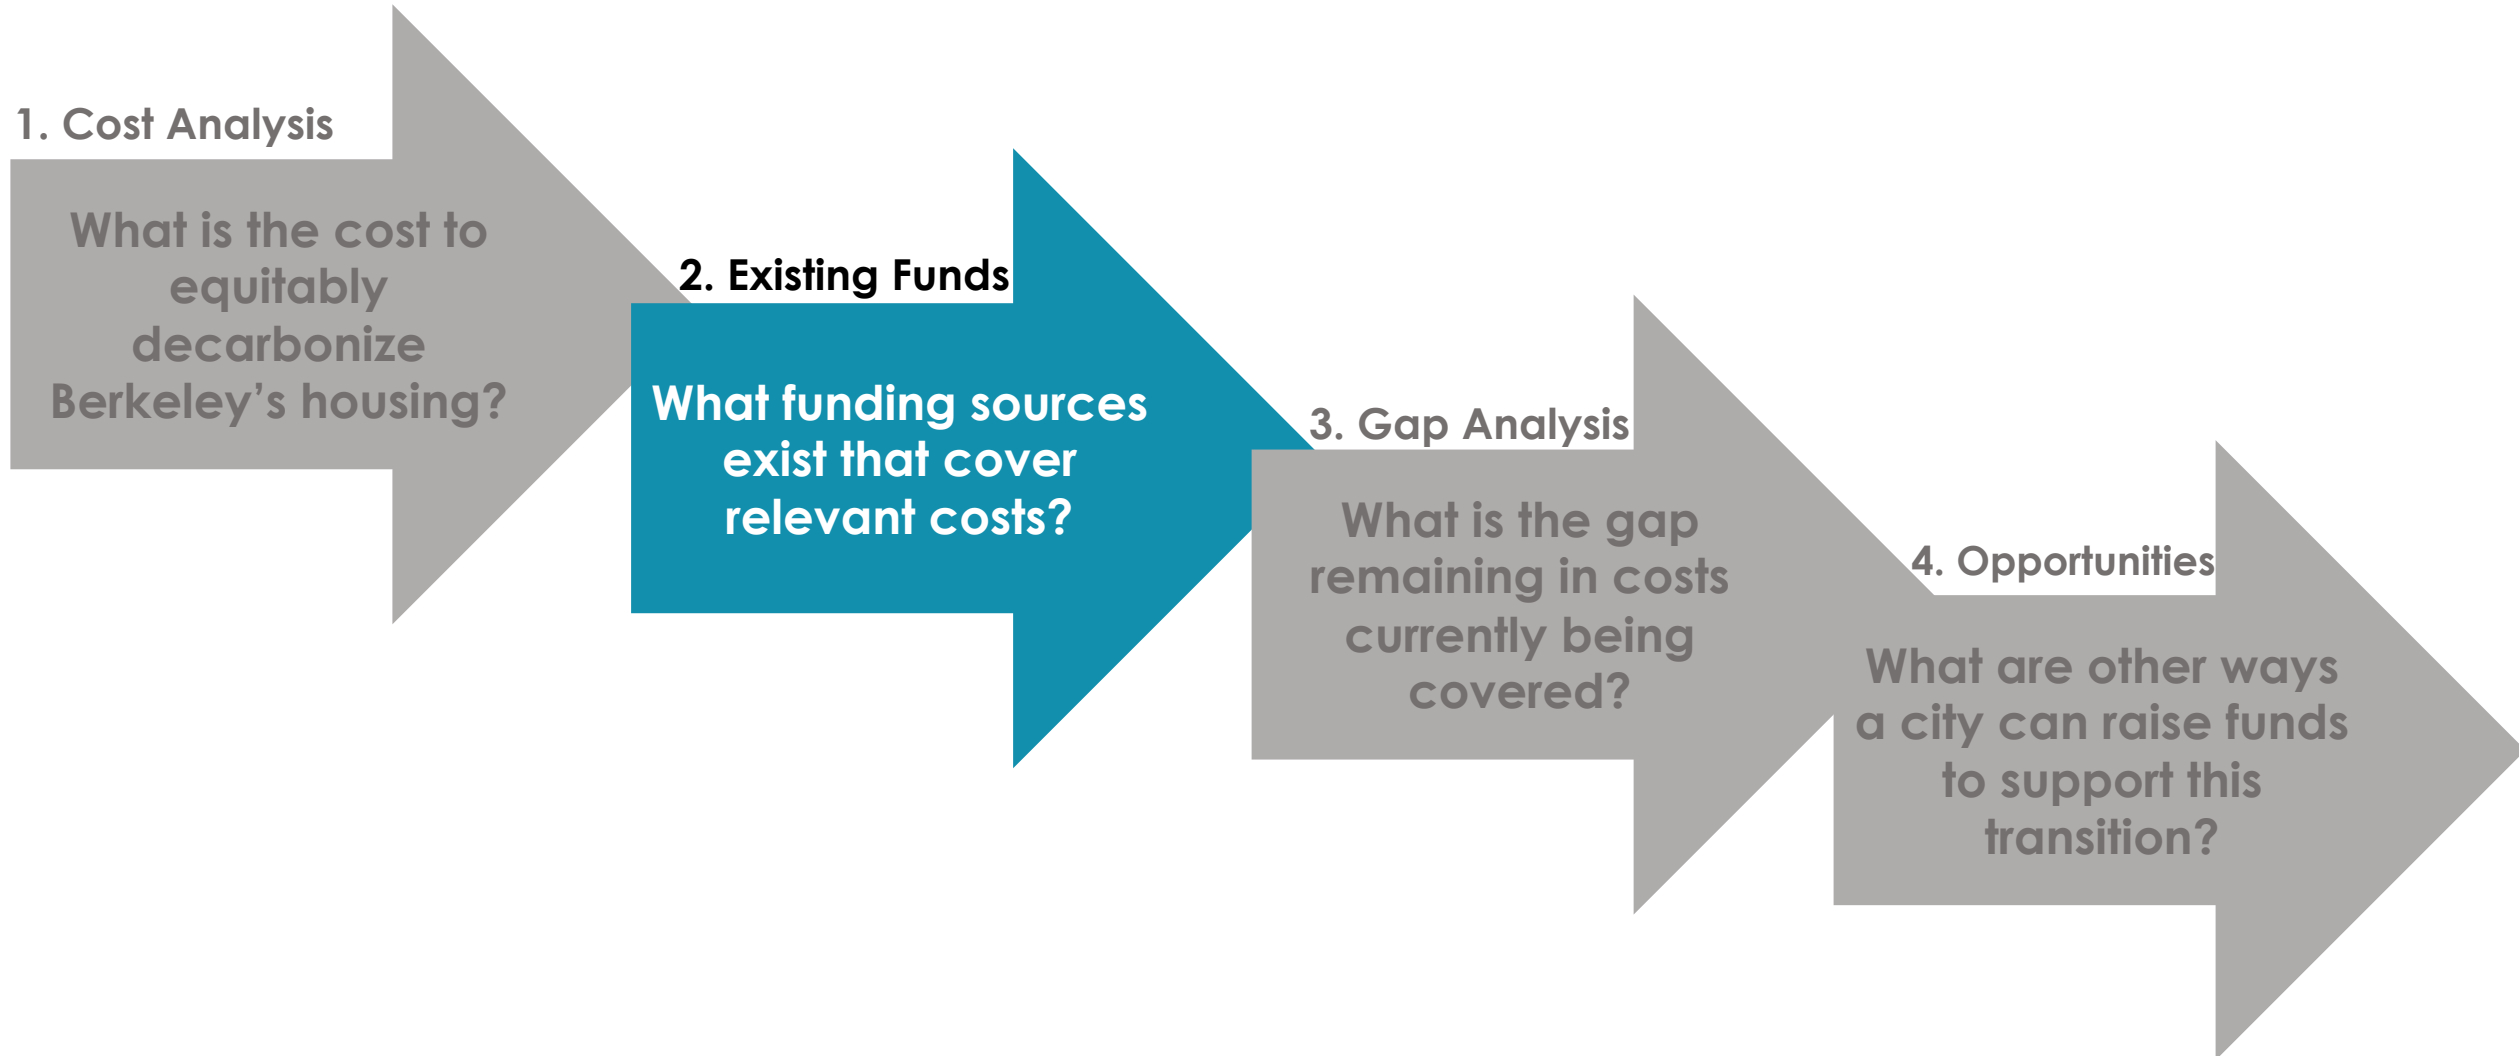 1. Cost Analysis
What is the cost to
equitably
decarbonize
Berkeley’s housing?
2. Existing Funds
What funding sources
exist that cover
relevant costs?
3. Gap Analysis
What is the gap
remaining in costs
currently being
covered?
4. Opportunities
What are other ways
a city can raise funds
to support this
transition?